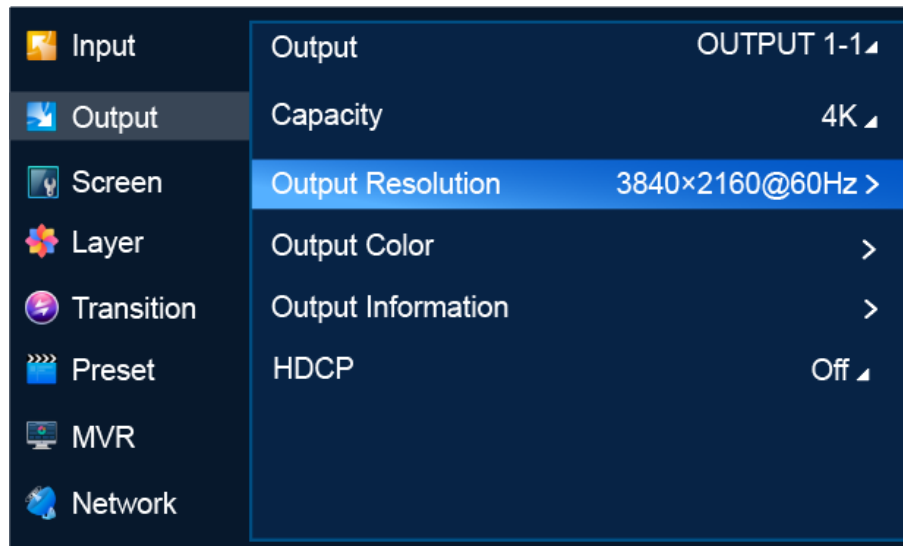 Input
Output
Screen
Layer
Transition
Preset
MVR
Network
Output OUTPUT 1-1
Capacity 4K
Output Resolution 3840×2160@60Hz >
Output Color >
Output Information >
HDCP Off